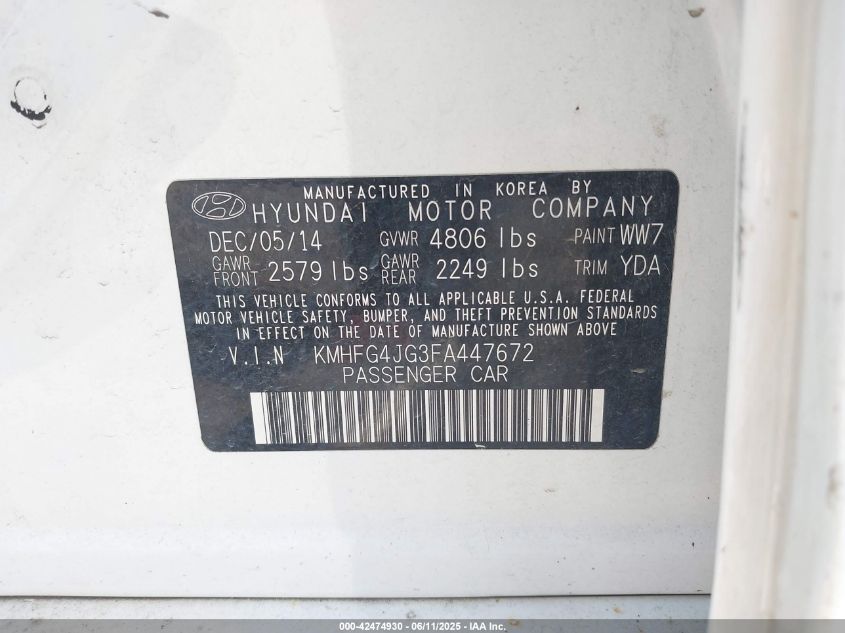 MANUFACTURED IN KOREA BY
HYUNDAI MOTOR COMPANY
DEC/05/14 GVWR 4806 lbs PAINT WW7
GAWR FRONT 2579 lbs GAWR REAR 2249 lbs TRIM YDA
THIS VEHICLE CONFORMS TO ALL APPLICABLE U.S.A. FEDERAL
MOTOR VEHICLE SAFETY, BUMPER, AND THEFT PREVENTION STANDARDS
IN EFFECT ON THE DATE OF MANUFACTURE SHOWN ABOVE
V.I.N KMHFG4JG3FA447672
PASSENGER CAR
000-42474930 - 06/11/2025 - IAA Inc.